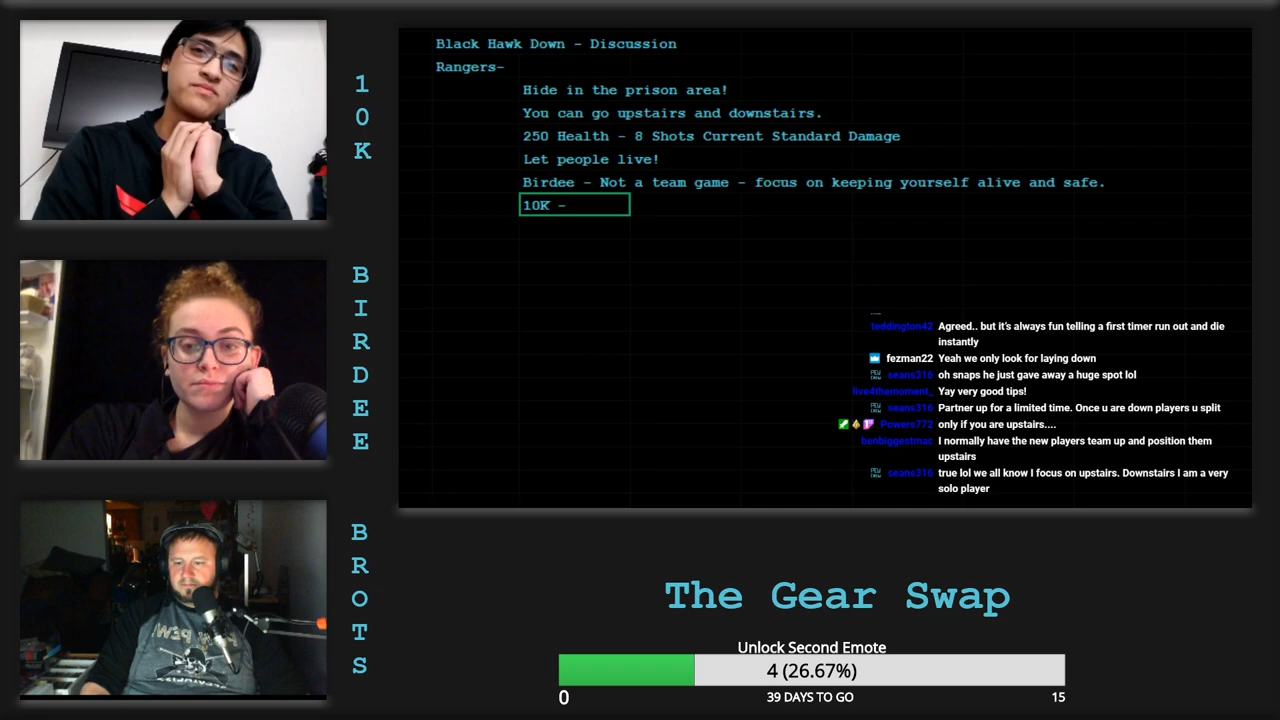 10K
BIRDEE
BROTS
Black Hawk Down - Discussion
Rangers-
Hide in the prison area!
You can go upstairs and downstairs.
250 Health - 8 Shots Current Standard Damage
Let people live!
Birdee - Not a team game - focus on keeping yourself alive and safe.
10K -
teddington42 Agreed.. but it's always fun telling a first timer run out and die
instantly
fezman22 Yeah we only look for laying down
seans316 oh snaps he just gave away a huge spot lol
live4themoment_ Yay very good tips!
seans316 Partner up for a limited time. Once u are down players u split
Powers772 only if you are upstairs....
benbiggestmac I normally have the new players team up and position them
upstairs
seans316 true lol we all know I focus on upstairs. Downstairs I am a very
solo player
The Gear Swap
Unlock Second Emote
4 (26.67%)
0 39 DAYS TO GO 15